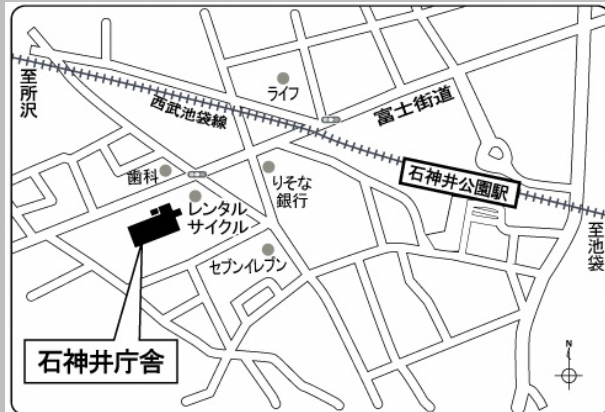 至所沢
ライフ
西武池袋線
富士街道
石神井公園駅
歯科
りそな
銀行
レンタル
サイクル
セブンイレブン
至池袋
石神井庁舎
N